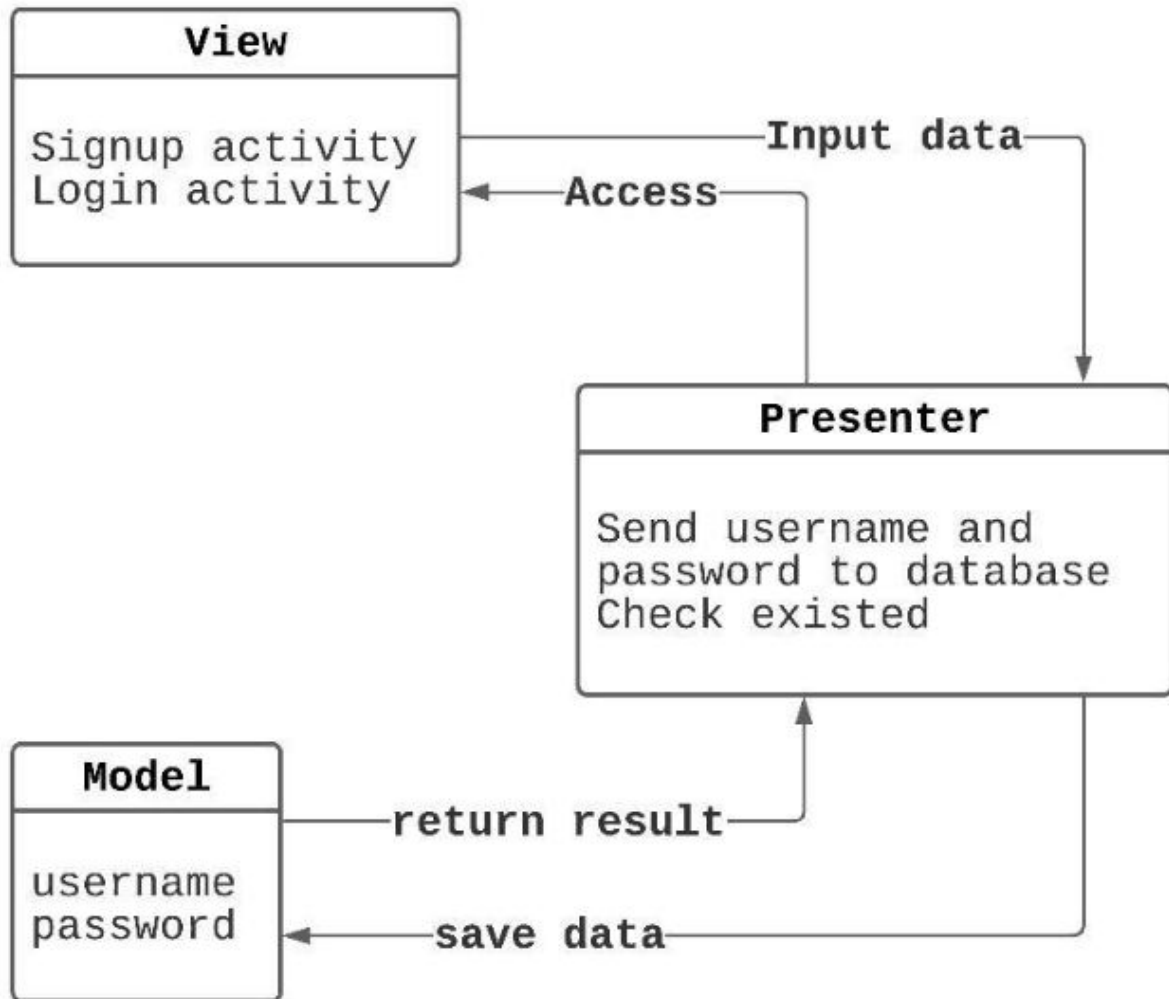 View
Signup activity
Login activity
Input data
Access
Presenter
Send username and
password to database
Check existed
Model
username
password
return result
save data